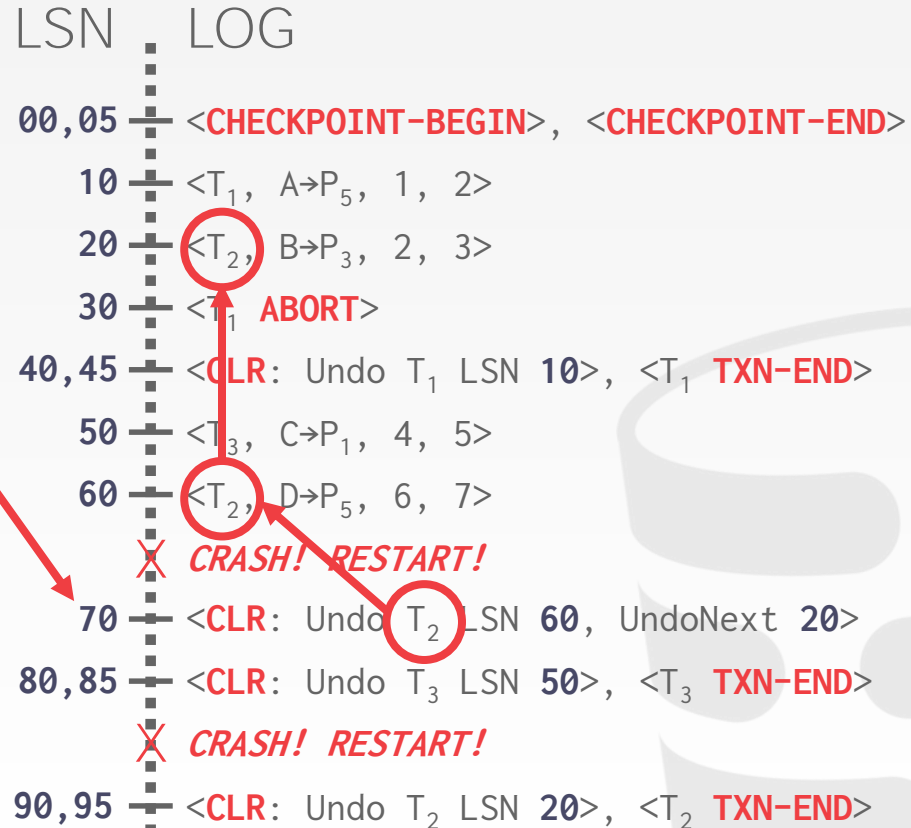 LSN LOG
00,05 <CHECKPOINT-BEGIN>, <CHECKPOINT-END>
10 <T₁, A→P₅, 1, 2>
20 <T₂, B→P₃, 2, 3>
30 <T₁ ABORT>
40,45 <CLR: Undo T₁ LSN 10>, <T₁ TXN-END>
50 <T₃, C→P₁, 4, 5>
60 <T₂, D→P₅, 6, 7>
X CRASH! RESTART!
70 <CLR: Undo T₂ LSN 60, UndoNext 20>
80,85 <CLR: Undo T₃ LSN 50>, <T₃ TXN-END>
X CRASH! RESTART!
90,95 <CLR: Undo T₂ LSN 20>, <T₂ TXN-END>